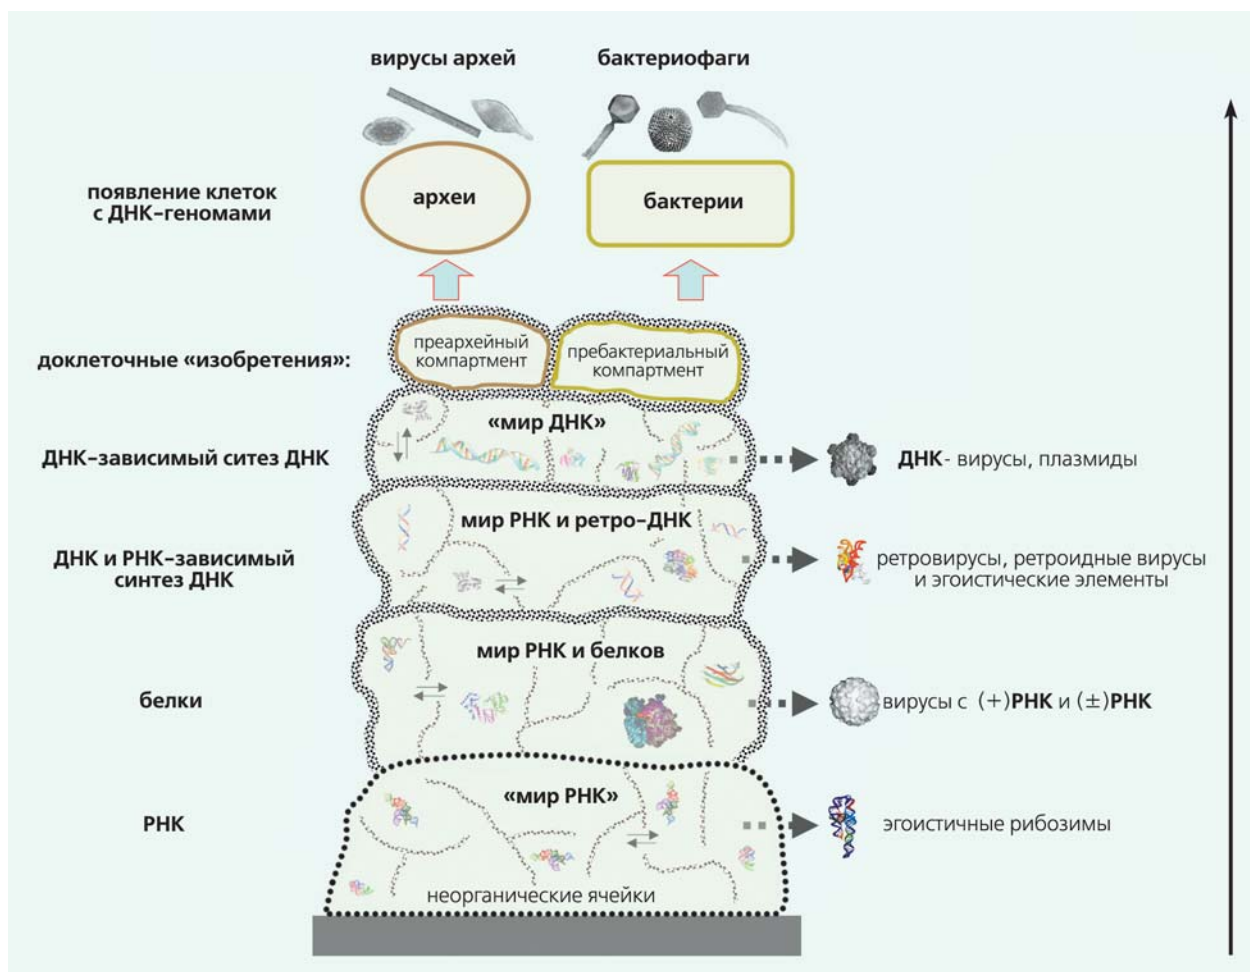 вирусы архей
бактериофаги
появление клеток
с ДНК-геномами
археи
бактерии
доклеточные «изобретения»:
преархейный
компартмент
пребактериальный
компартмент
«мир ДНК»
ДНК-зависимый ситез ДНК
ДНК- вирусы, плазмиды
мир РНК и ретро-ДНК
ДНК и РНК-зависимый
синтез ДНК
ретровирусы, ретроидные вирусы
и эгоистические элементы
мир РНК и белков
белки
вирусы с (+)РНК и (±)РНК
«мир РНК»
РНК
эгоистичные рибозимы
неорганические ячейки